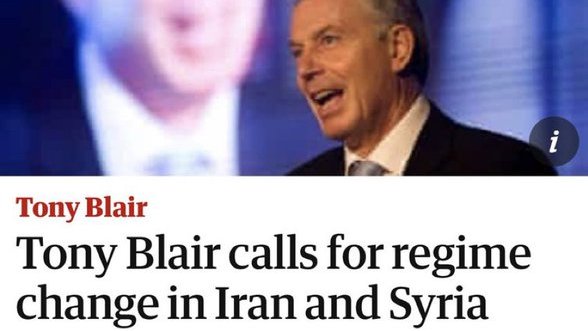 i
Tony Blair
Tony Blair calls for regime
change in Iran and Syria